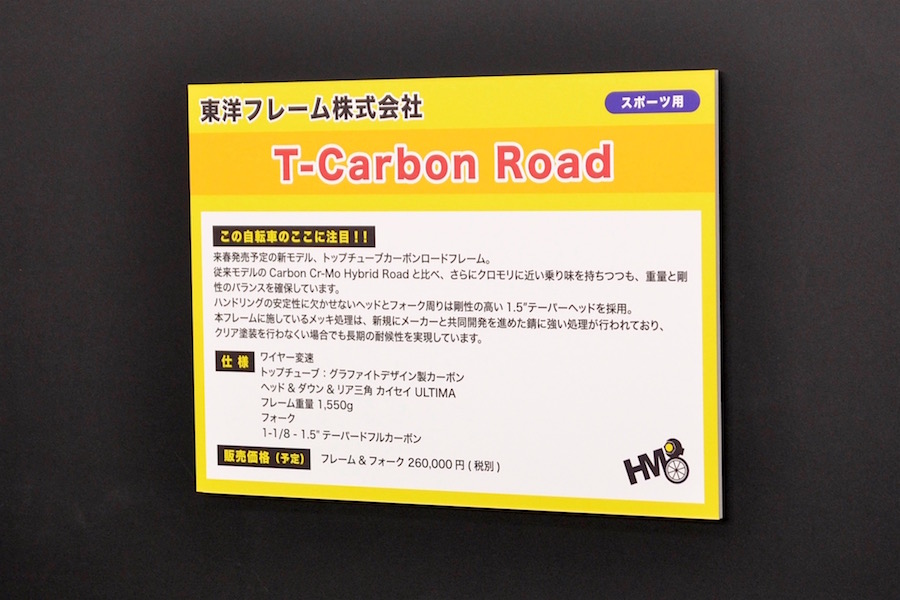 東洋フレーム株式会社
スポーツ用
T-Carbon Road
この自転車のここに注目！！
来春発売予定の新モデル、トップチューブカーボンロードフレーム。
従来モデルの Carbon Cr-Mo Hybrid Road と比べ、さらにクロモリに近い乗り味を持ちつつも、重量と剛
性のバランスを確保しています。
ハンドリングの安定性に欠かせないヘッドとフォーク周りは剛性の高い 1.5"テーパーヘッドを採用。
本フレームに施しているメッキ処理は、新規にメーカーと共同開発を進めた錆に強い処理が行われており、
クリア塗装を行わなくい場合でも長期の耐候性を実現しています。
仕 様
ワイヤー変速
トップチューブ：グラファイトデザイン製カーボン
ヘッド & ダウン & リア三角 カイセイ ULTIMA
フレーム重量 1,550g
フォーク
1-1/8 - 1.5" テーパードフルカーボン
販売価格（予定）
フレーム & フォーク 260,000 円 ( 税別 )
HM